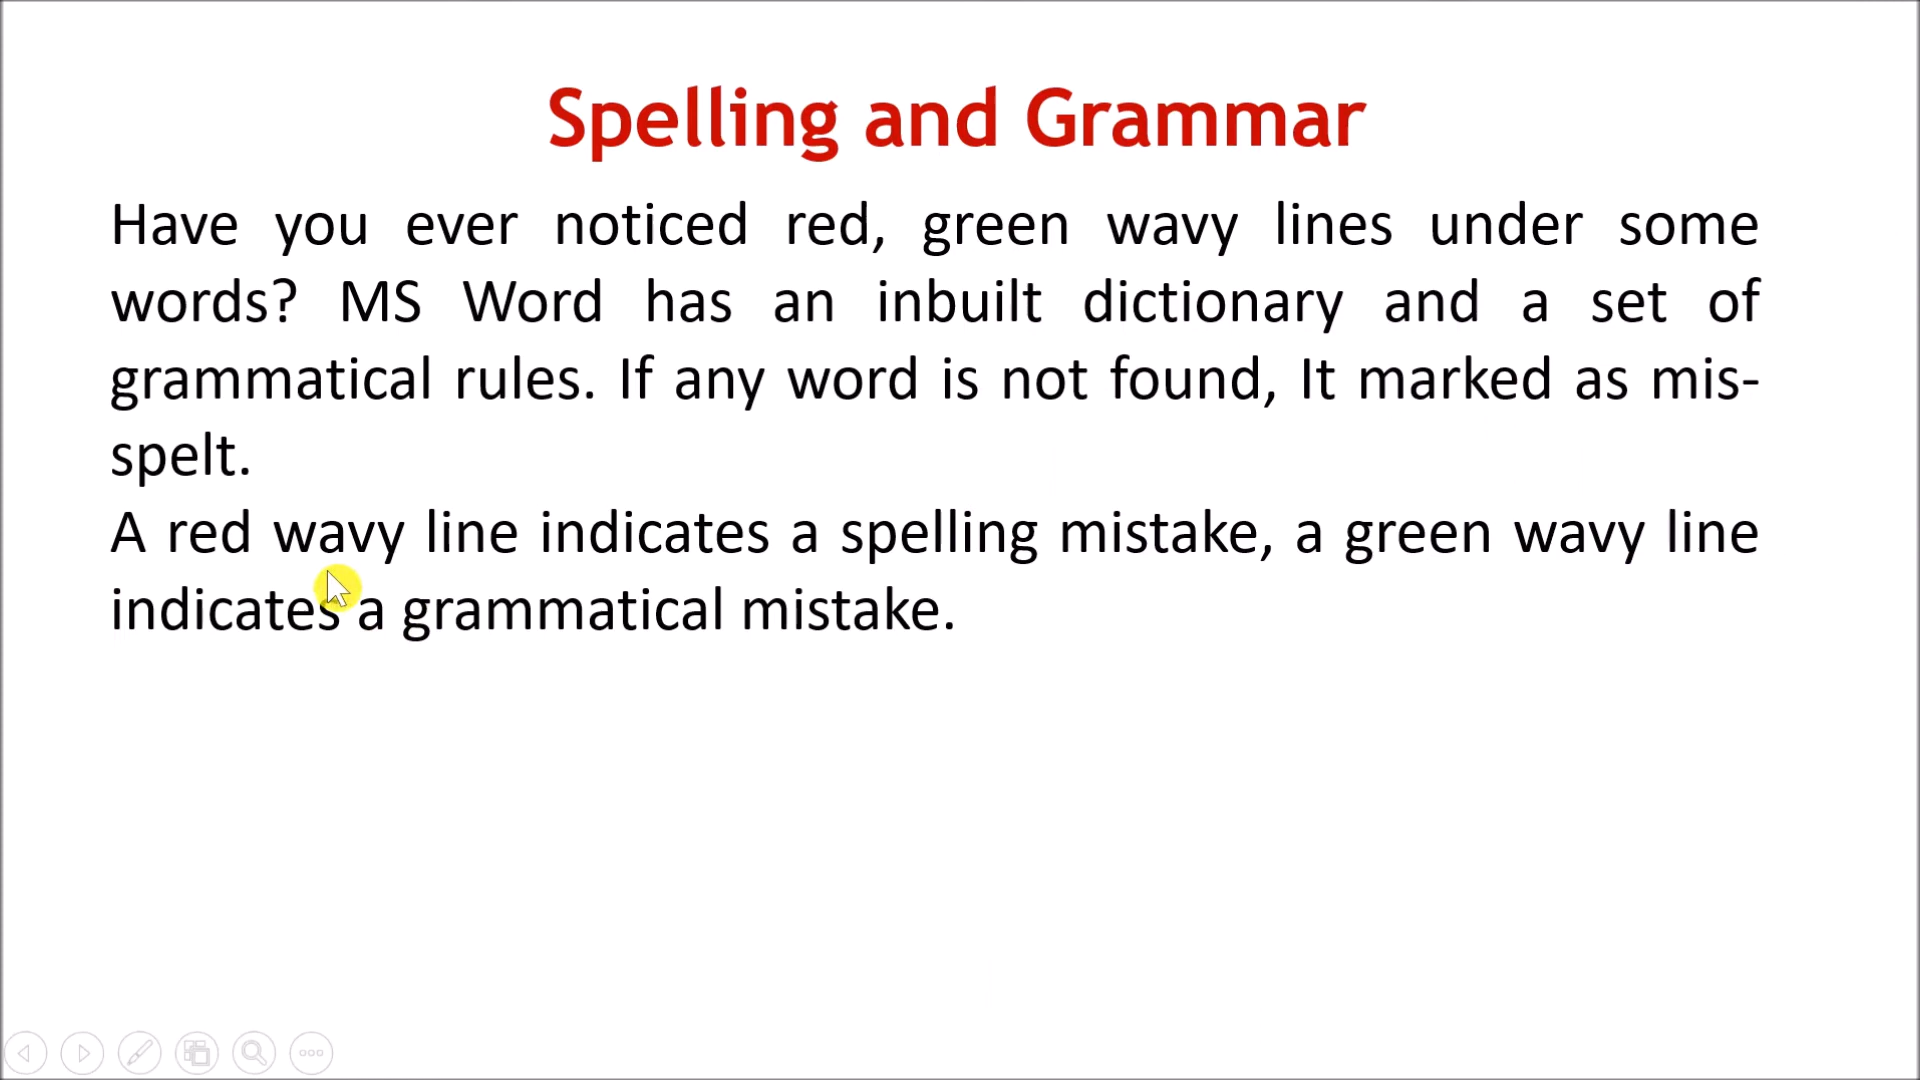 Spelling and Grammar
Have you ever noticed red, green wavy lines under some
words? MS Word has an inbuilt dictionary and a set of
grammatical rules. If any word is not found, It marked as mis-
spelt.
A red wavy line indicates a spelling mistake, a green wavy line
indicates a grammatical mistake.